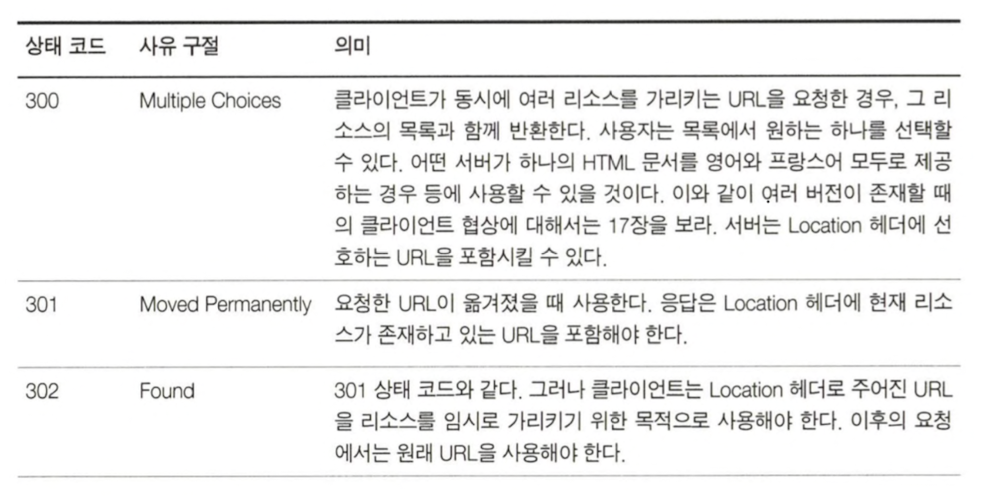 상태 코드 사유 구절 의미
300 Multiple Choices 클라이언트가 동시에 여러 리소스를 가리키는 URL을 요청한 경우, 그 리
소스의 목록과 함께 반환한다. 사용자는 목록에서 원하는 하나를 선택할
수 있다. 어떤 서버가 하나의 HTML 문서를 영어와 프랑스어 모두로 제공
하는 경우 등에 사용할 수 있을 것이다. 이와 같이 여러 버전이 존재할 때
의 클라이언트 협상에 대해서는 17장을 보라. 서버는 Location 헤더에 선
호하는 URL을 포함시킬 수 있다.
301 Moved Permanently 요청한 URL이 옮겨졌을 때 사용한다. 응답은 Location 헤더에 현재 리소
스가 존재하고 있는 URL을 포함해야 한다.
302 Found 301 상태 코드와 같다. 그러나 클라이언트는 Location 헤더로 주어진 URL
을 리소스를 임시로 가리키기 위한 목적으로 사용해야 한다. 이후의 요청
에서는 원래 URL을 사용해야 한다.